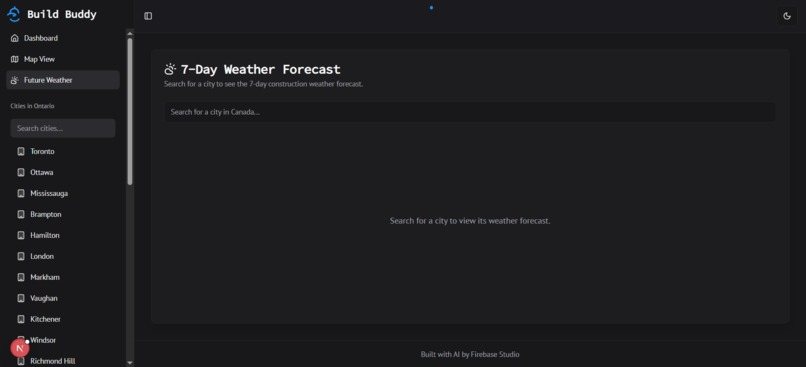 Build Buddy
Dashboard
Map View
Future Weather
Cities in Ontario
Search cities...
Toronto
Ottawa
Mississauga
Brampton
Hamilton
London
Markham
Vaughan
Kitchener
Windsor
N
Richmond Hill
7-Day Weather Forecast
Search for a city to see the 7-day construction weather forecast.
Search for a city in Canada...
Search for a city to view its weather forecast.
Built with AI by Firebase Studio